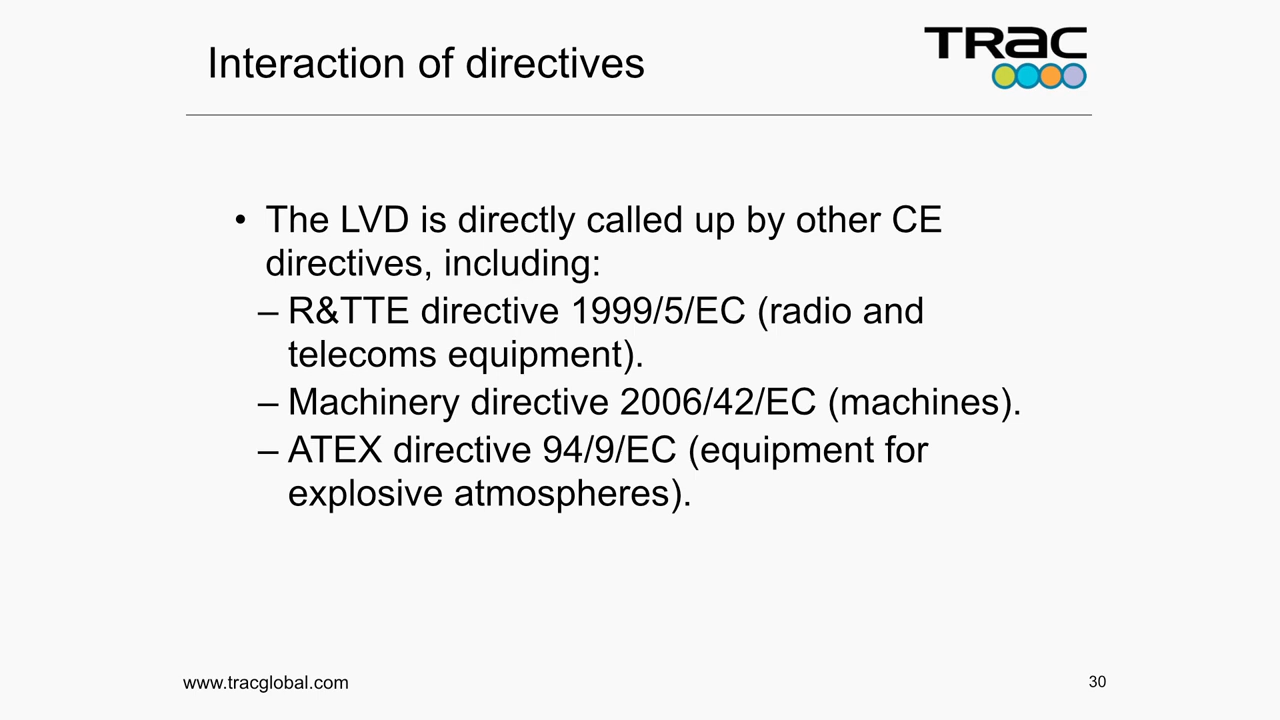 Interaction of directives
TRAC
• The LVD is directly called up by other CE
directives, including:
– R&TTE directive 1999/5/EC (radio and
telecoms equipment).
– Machinery directive 2006/42/EC (machines).
– ATEX directive 94/9/EC (equipment for
explosive atmospheres).
www.tracglobal.com
30